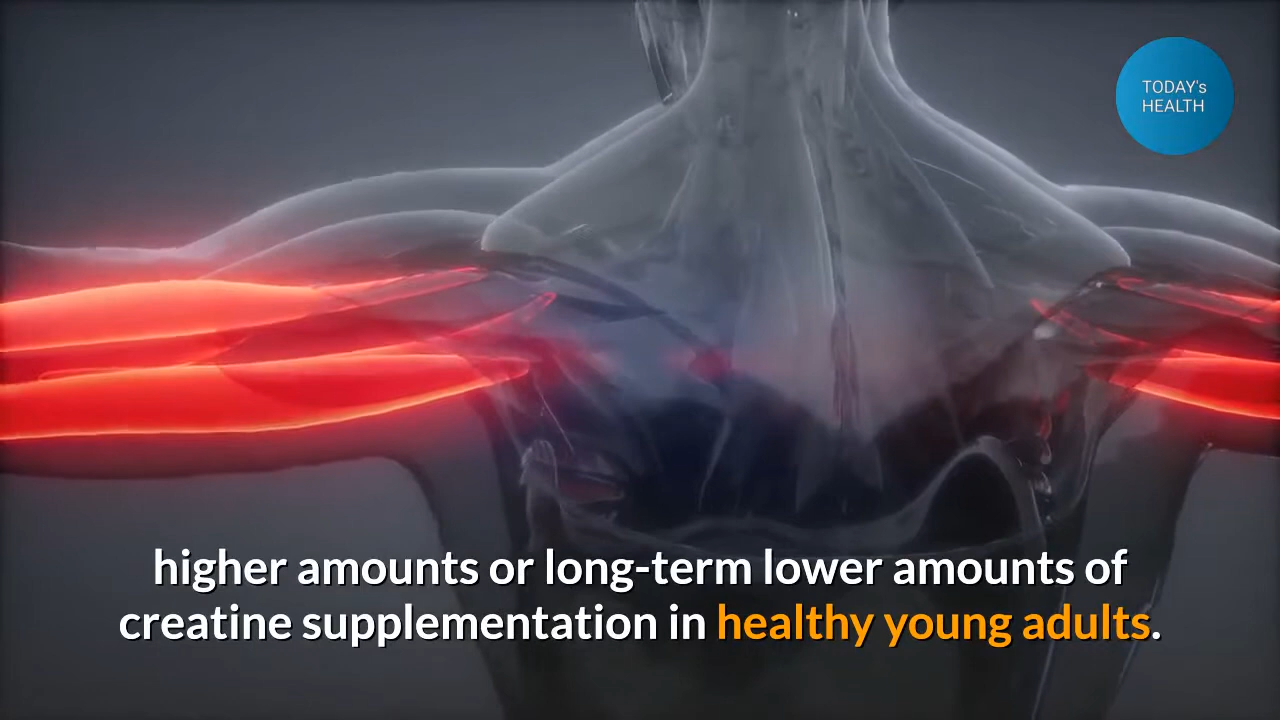 TODAY's
HEALTH
higher amounts or long-term lower amounts of
creatine supplementation in healthy young adults.